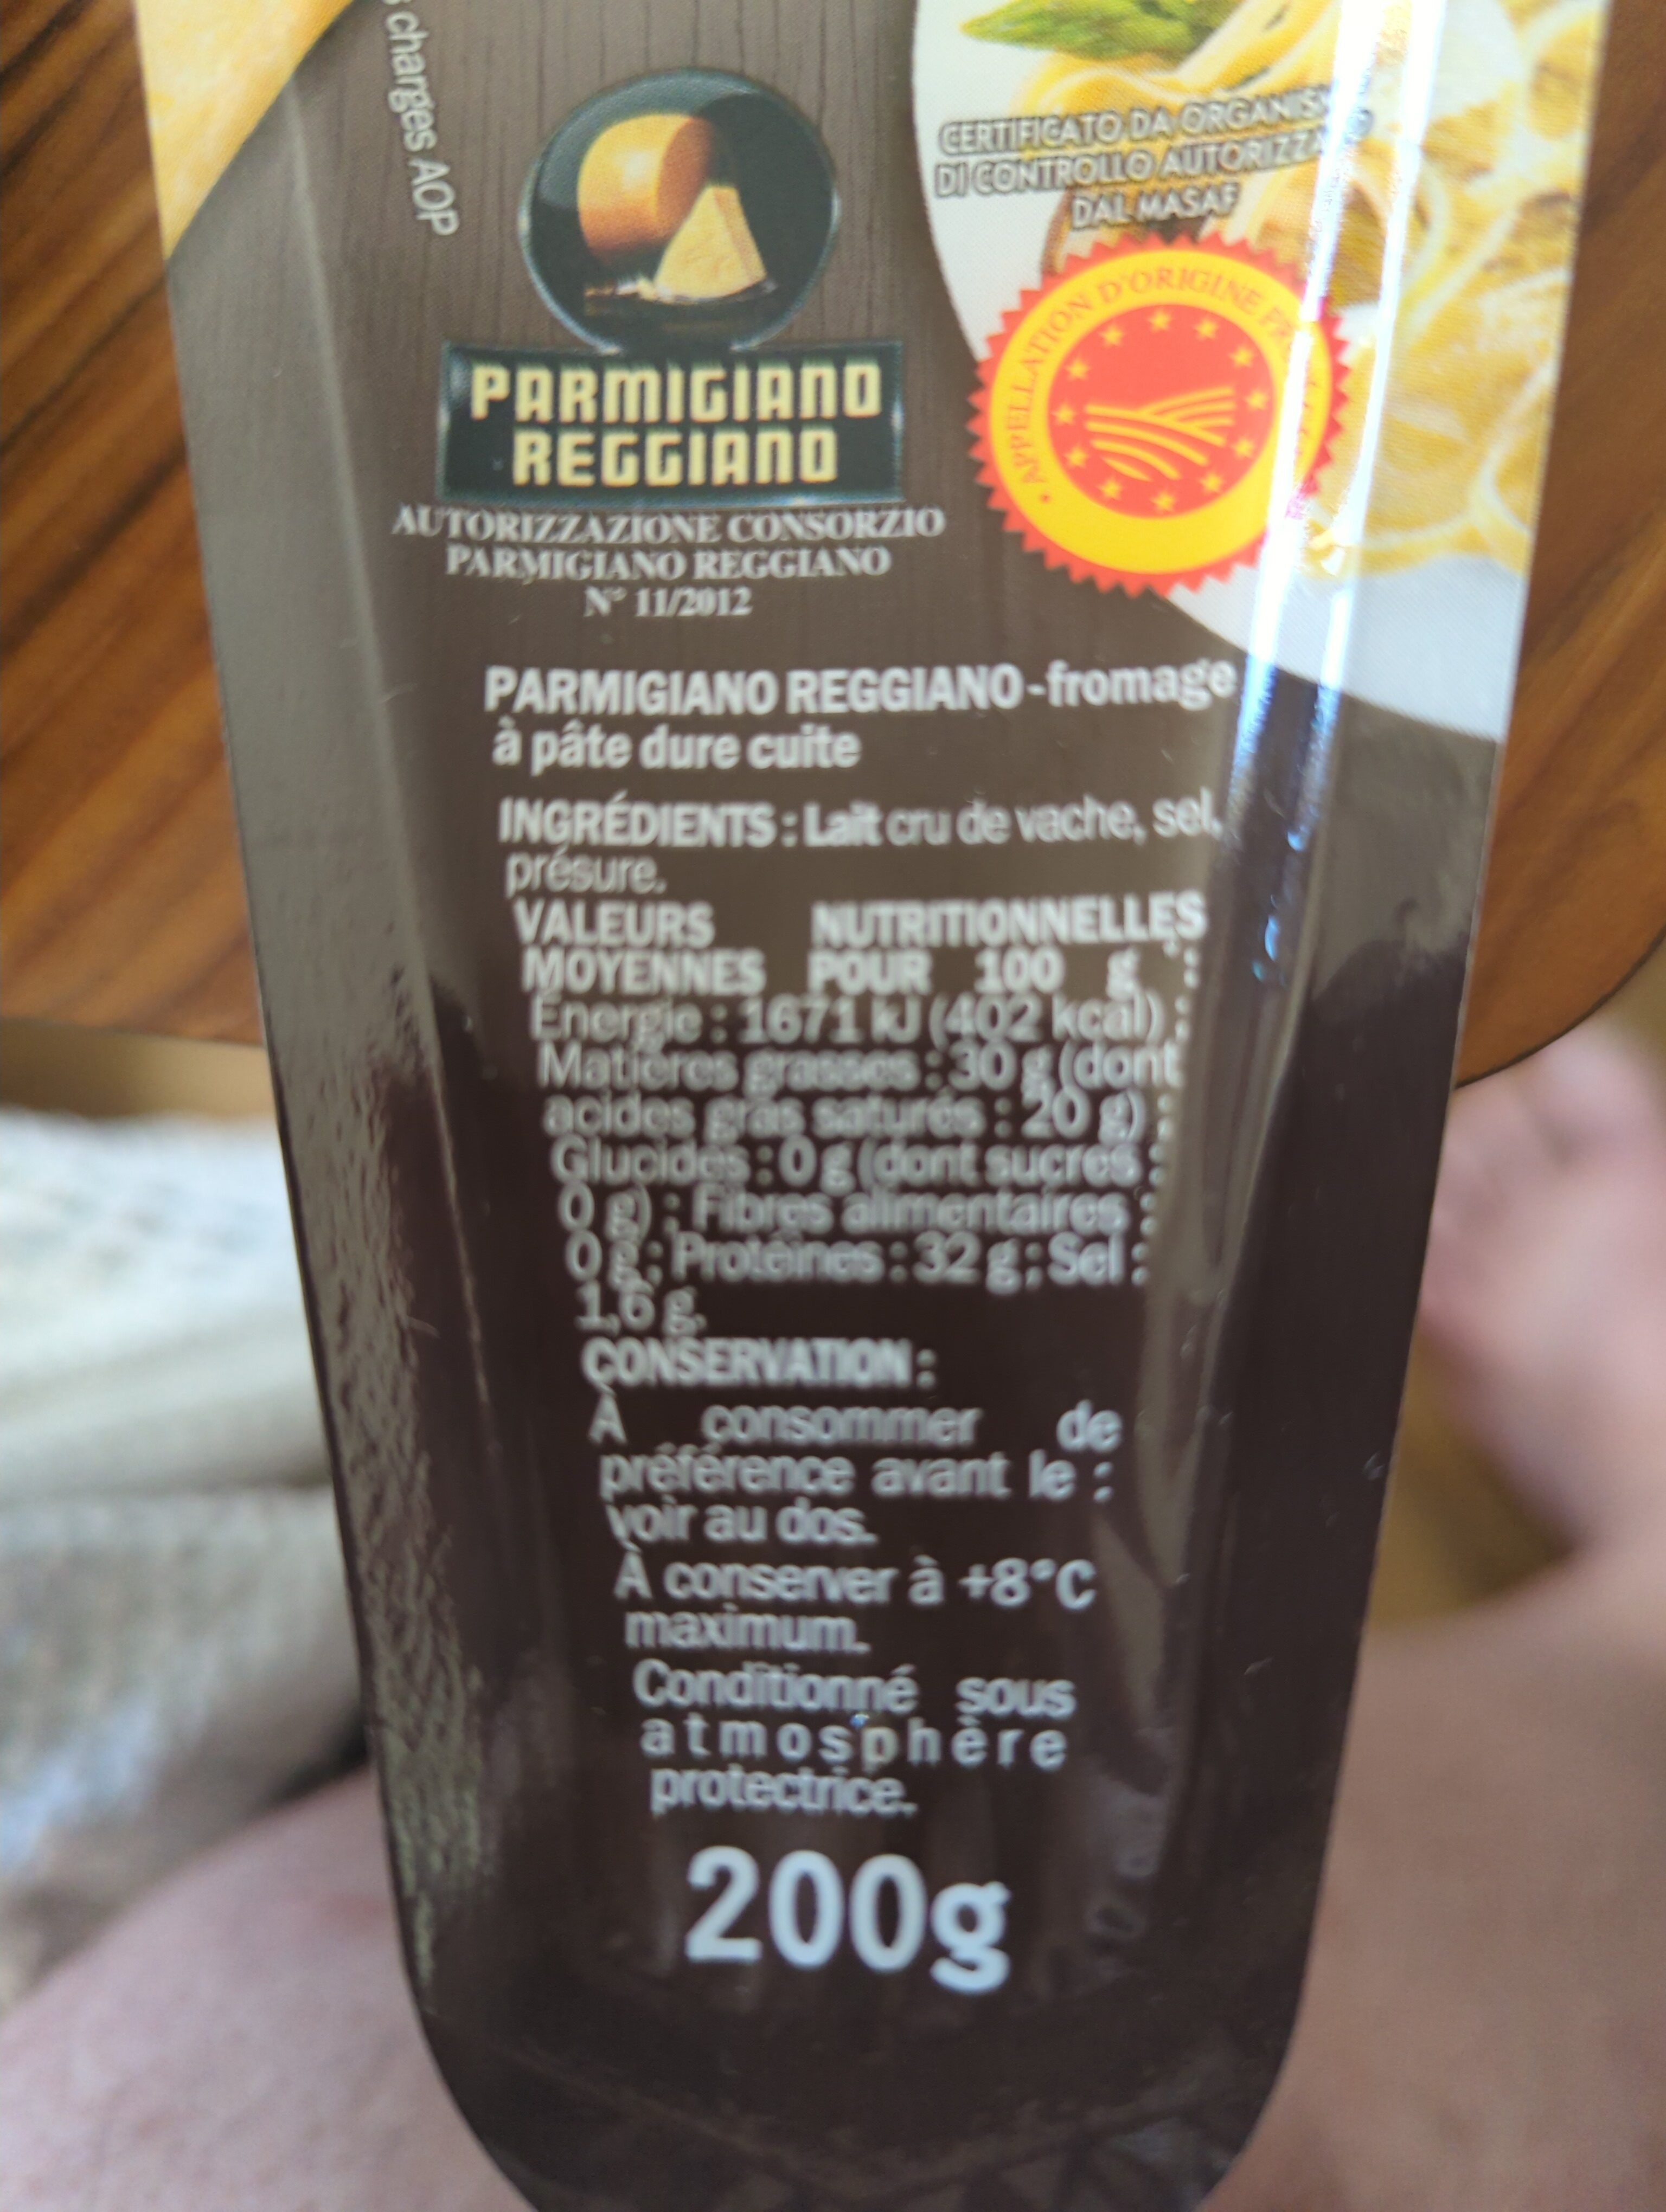 s charges AOP
CERTIFICATO DA ORGANISMO
DI CONTROLLO AUTORIZZATO
DAL MASAF
APPELLATION D'ORIGINE
PARMIGIANO
REGGIANO
AUTORIZZAZIONE CONSORZIO
PARMIGIANO REGGIANO
N° 11/2012
PARMIGIANO REGGIANO-fromage
à pâte dure cuite
INGRÉDIENTS : Lait cru de vache, sel,
présure.
VALEURS NUTRITIONNELLES
MOYENNES POUR 100 g :
Énergie : 1671 kJ (402 kcal) ;
Matières grasses : 30 g (dont
acides gras saturés : 20 g) ;
Glucides : 0 g (dont sucres :
0 g) ; Fibres alimentaires :
0 g ; Protéines : 32 g ; Sel :
1,6 g.
CONSERVATION :
À consommer de
préférence avant le :
voir au dos.
À conserver à +8°C
maximum.
Conditionné sous
atmosphère
protectrice.
200g